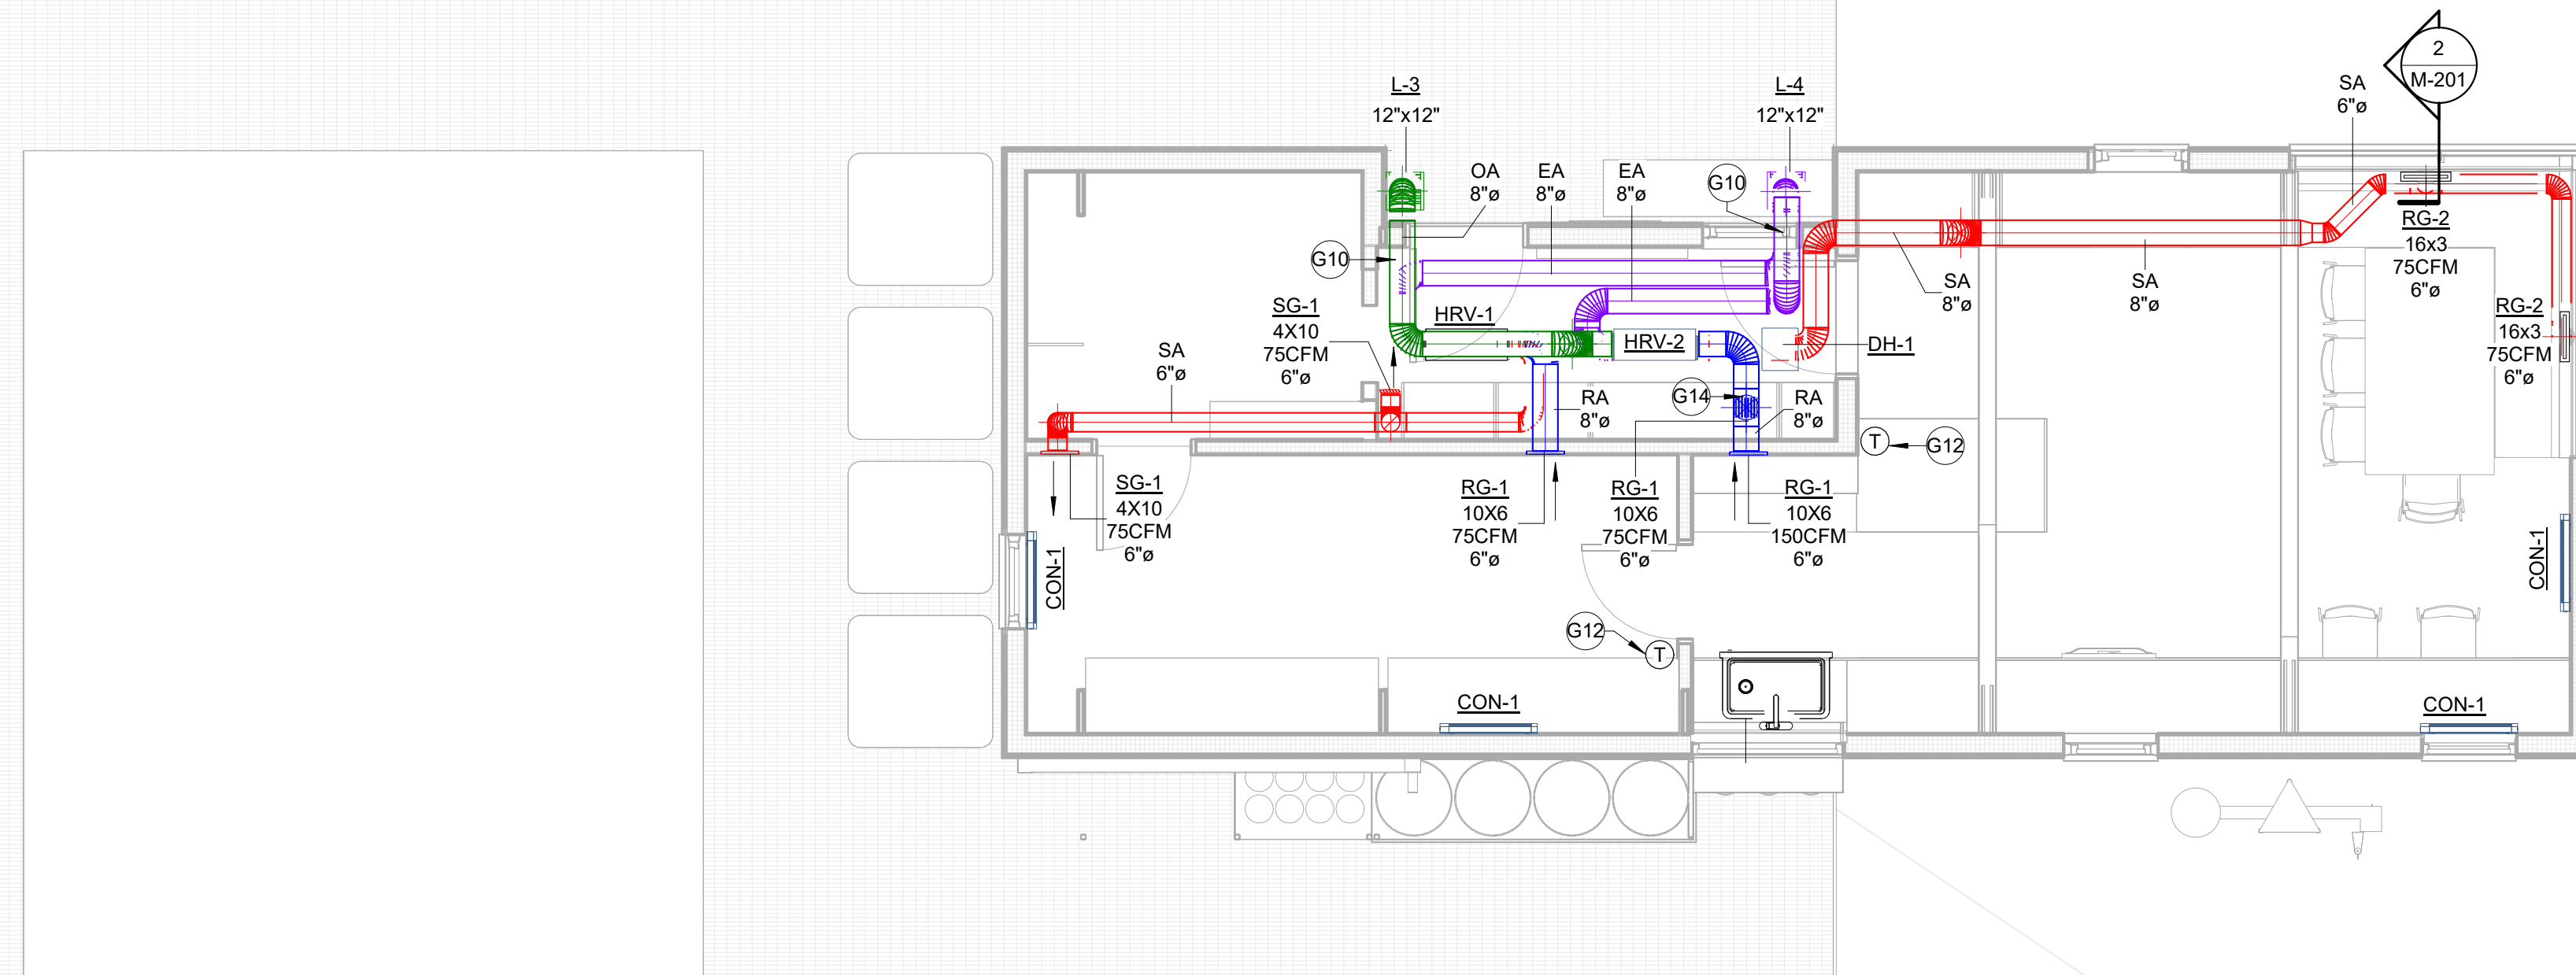 2
M-201
L-3
12"x12"
L-4
12"x12"
SA
6"ø
OA
8"ø
EA
8"ø
EA
8"ø
G10
G10
RG-2
16x3
75CFM
6"ø
SA
8"ø
SA
8"ø
SG-1
4X10
75CFM
6"ø
HRV-1
HRV-2
DH-1
RG-2
16x3
75CFM
6"ø
SA
6"ø
RA
8"ø
G14
RA
8"ø
T
G12
SG-1
4X10
75CFM
6"ø
RG-1
10X6
75CFM
6"ø
RG-1
10X6
75CFM
6"ø
RG-1
10X6
150CFM
6"ø
CON-1
CON-1
G12
T
CON-1
CON-1